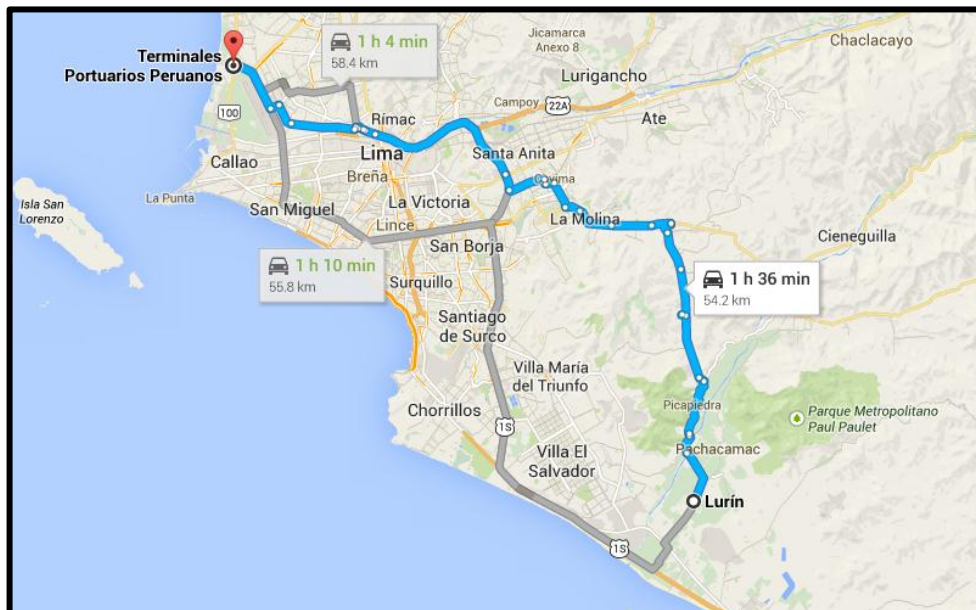 Terminales
Portuarios Peruanos
1 h 4 min
58.4 km
Jicamarca
Anexo 8
Chaclacayo
Lurigancho
Campoy
22A
Ate
100
Rímac
Callao
Lima
Santa Anita
Breña
La Punta
La Victoria
Isla San
Lorenzo
San Miguel
Lince
La Molina
San Borja
Cieneguilla
1 h 10 min
55.8 km
Surquillo
1 h 36 min
54.2 km
Santiago
de Surco
Villa María
del Triunfo
Chorrillos
Picapiedra
Parque Metropolitano
Paul Paulet
1S
Pachacamac
Villa El
Salvador
Lurín
1S